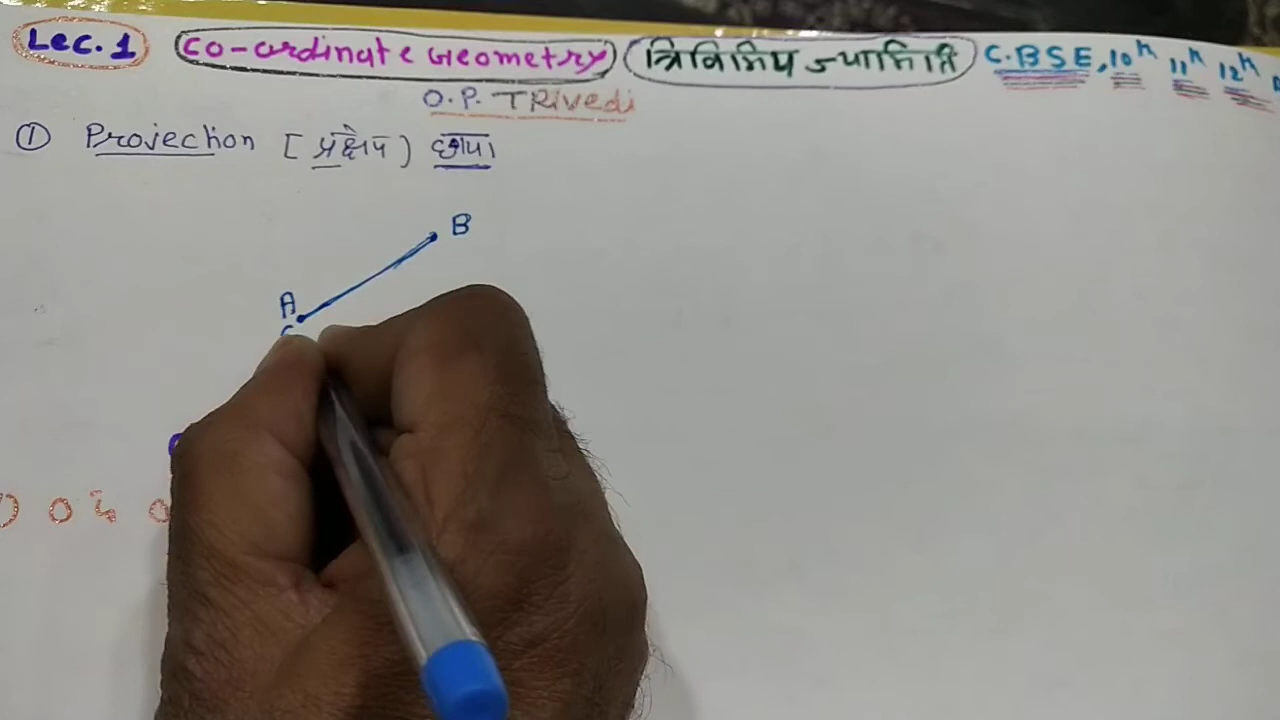 Lec. 1 Co-ordinate Geometry त्रिविमिय ज्यामिति C.BSE, 10th 11th 12th
O.P. TRivedi
① Projection [प्रक्षेप) छाया
B
A